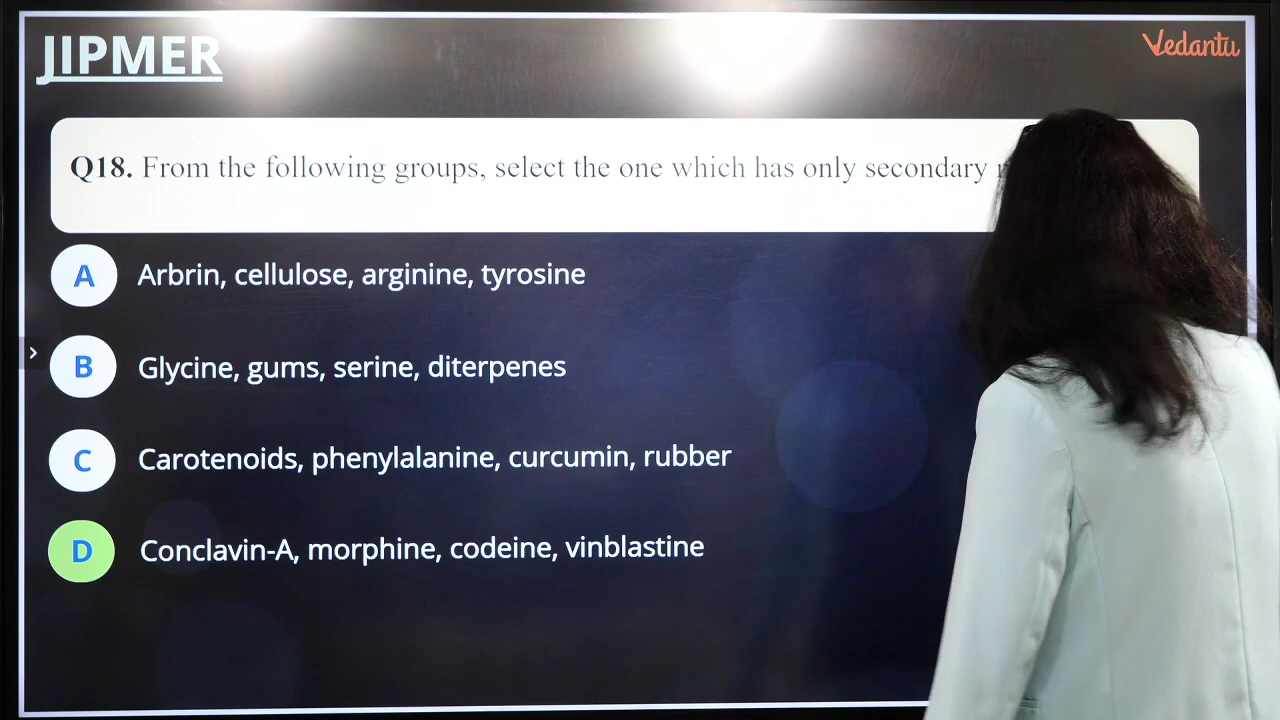 JIPMER
Vedantu
Q18. From the following groups, select the one which has only secondary
A
Arbrin, cellulose, arginine, tyrosine
B
Glycine, gums, serine, diterpenes
C
Carotenoids, phenylalanine, curcumin, rubber
D
Conclavin-A, morphine, codeine, vinblastine